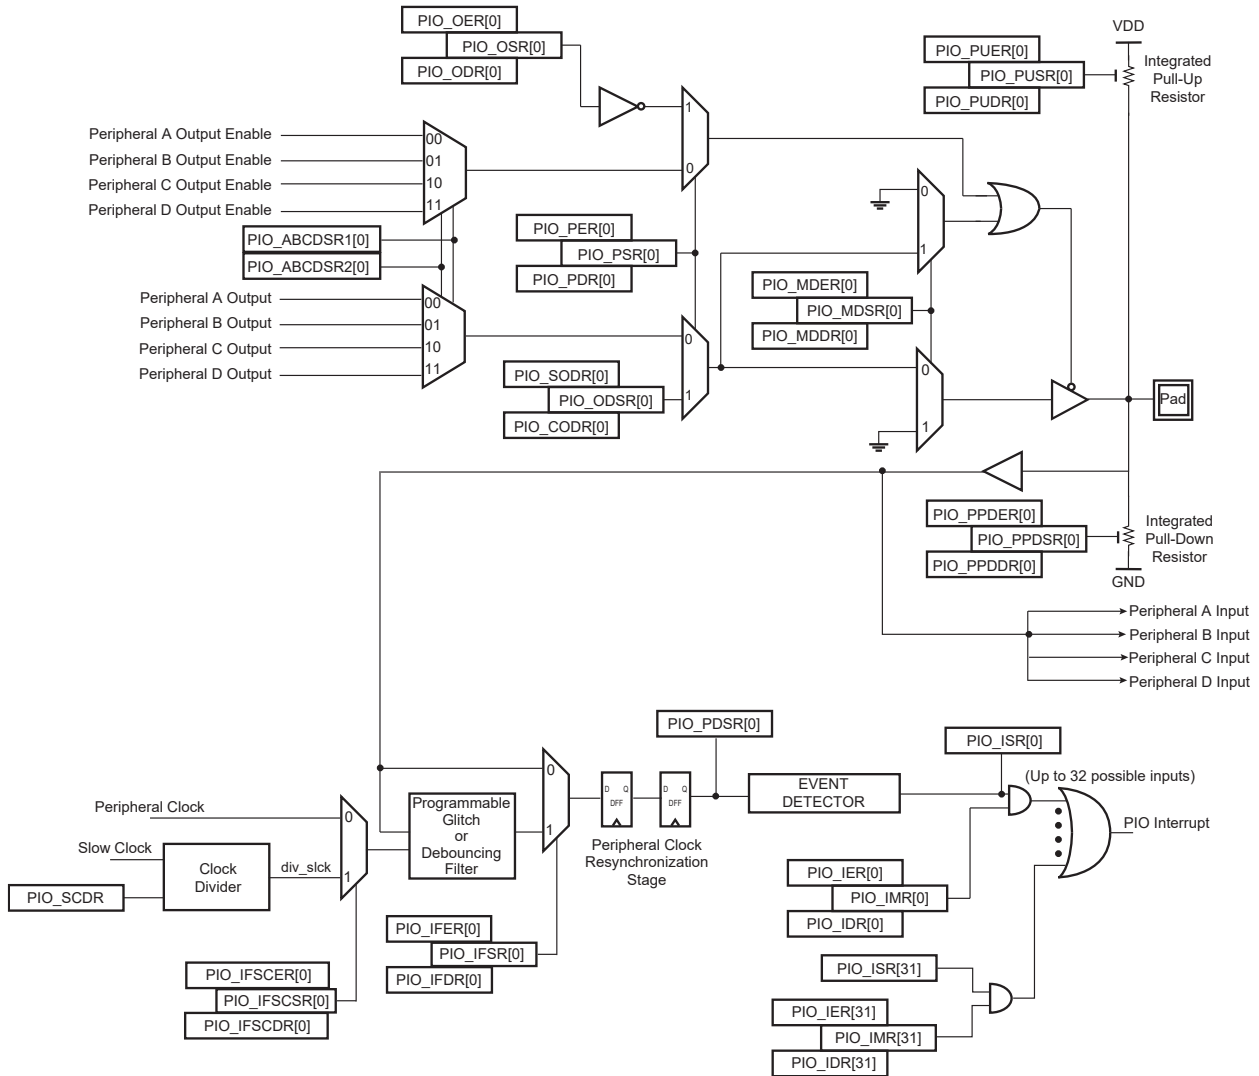 PIO_OER[0]
PIO_OSR[0]
PIO_ODR[0]
1
0
Peripheral A Output Enable
Peripheral B Output Enable
Peripheral C Output Enable
Peripheral D Output Enable
00
01
10
11
PIO_ABCDSR1[0]
PIO_ABCDSR2[0]
PIO_PER[0]
PIO_PSR[0]
PIO_PDR[0]
Peripheral A Output
Peripheral B Output
Peripheral C Output
Peripheral D Output
00
01
10
11
0
1
PIO_SODR[0]
PIO_ODSR[0]
PIO_CODR[0]
0
1
PIO_MDER[0]
PIO_MDSR[0]
PIO_MDDR[0]
0
1
PIO_PUER[0]
PIO_PUSR[0]
PIO_PUDR[0]
VDD
Integrated
Pull-Up
Resistor
Pad
PIO_PPDER[0]
PIO_PPDSR[0]
PIO_PPDDR[0]
Integrated
Pull-Down
Resistor
GND
Peripheral A Input
Peripheral B Input
Peripheral C Input
Peripheral D Input
Peripheral Clock
Slow Clock
PIO_SCDR
Clock
Divider
div_slck
0
1
PIO_IFSCER[0]
PIO_IFSCSR[0]
PIO_IFSCDR[0]
Programmable
Glitch
or
Debouncing
Filter
0
1
PIO_IFER[0]
PIO_IFSR[0]
PIO_IFDR[0]
D Q
DFF
D Q
DFF
Peripheral Clock
Resynchronization
Stage
PIO_PDSR[0]
EVENT
DETECTOR
PIO_ISR[0]
(Up to 32 possible inputs)
PIO Interrupt
PIO_IER[0]
PIO_IMR[0]
PIO_IDR[0]
PIO_ISR[31]
PIO_IER[31]
PIO_IMR[31]
PIO_IDR[31]